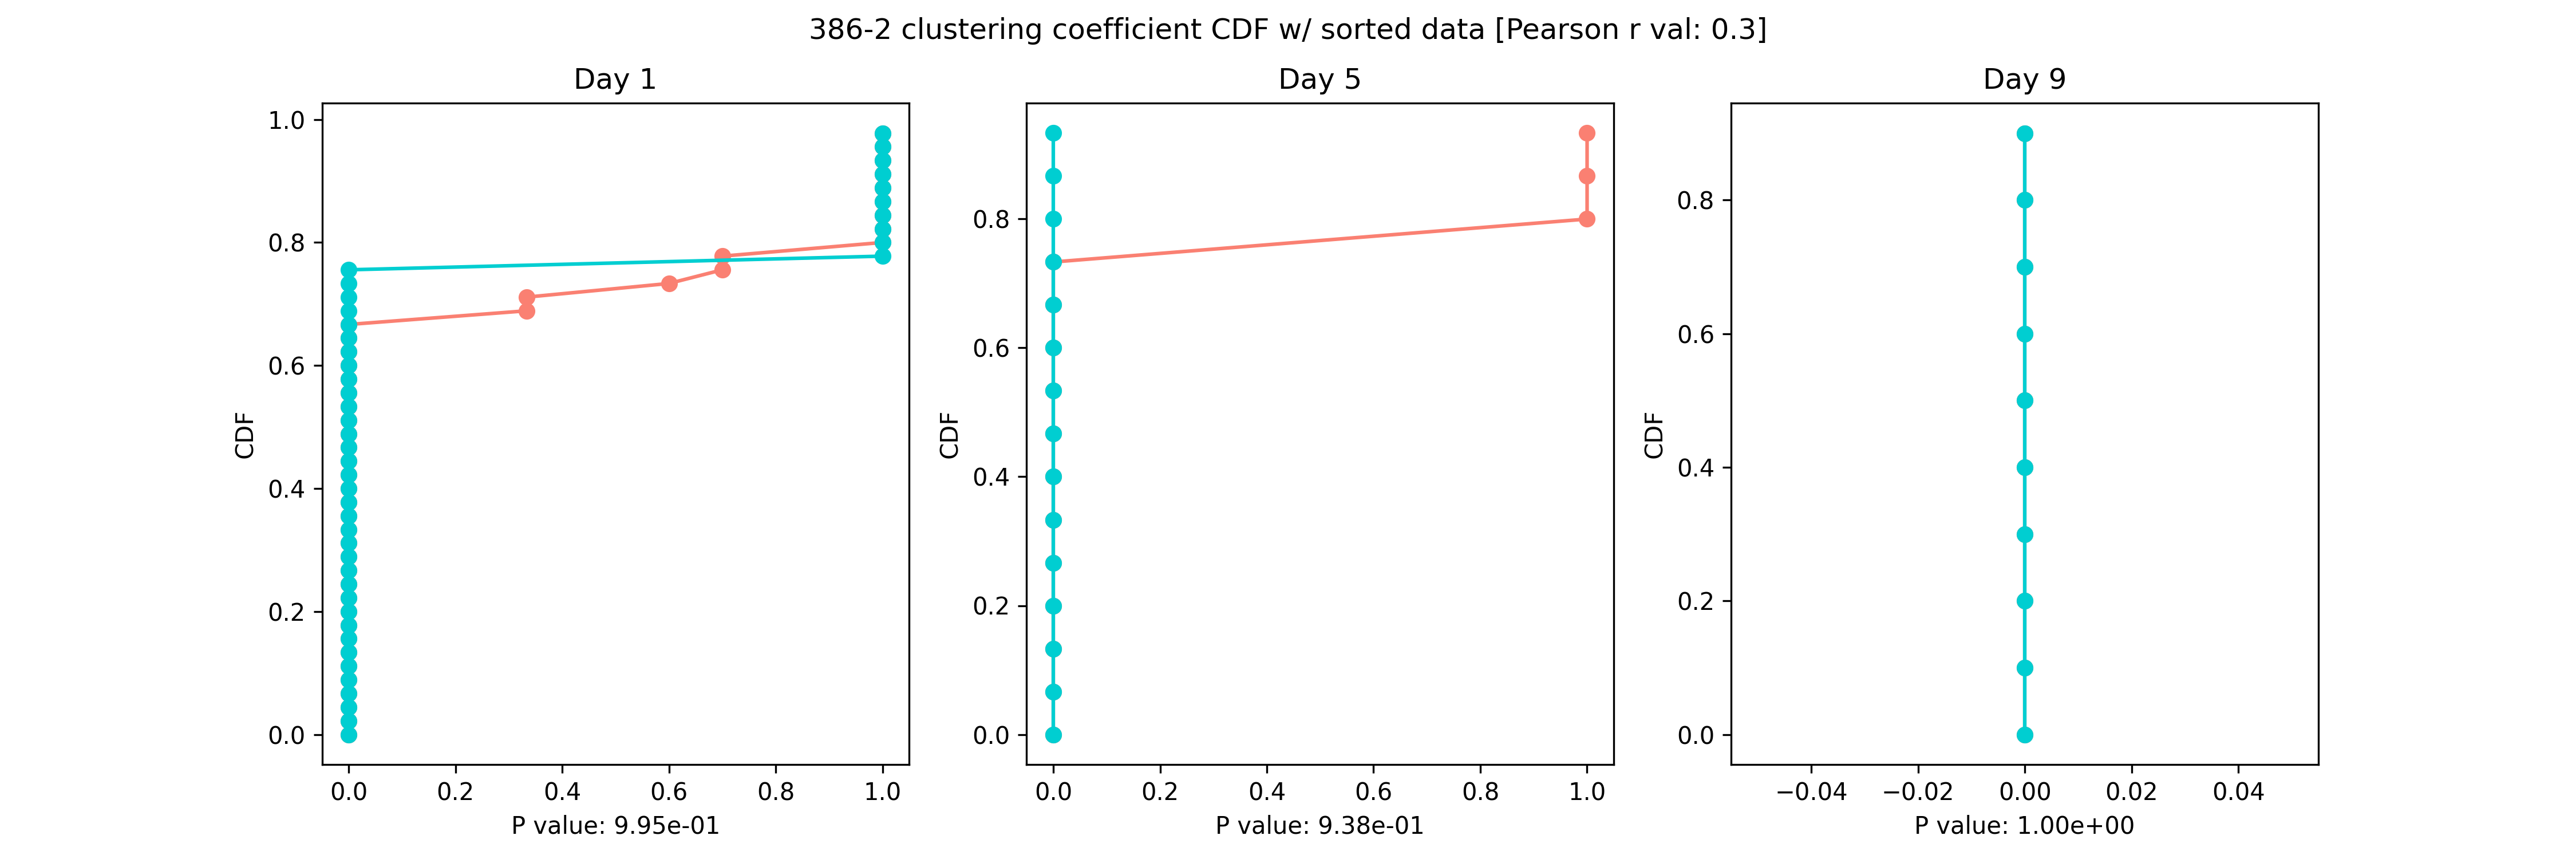 386-2 clustering coefficient CDF w/ sorted data [Pearson r val: 0.3]
Day 1
CDF
1.0
0.8
0.6
0.4
0.2
0.0
0.0 0.2 0.4 0.6 0.8 1.0
P value: 9.95e-01
Day 5
CDF
0.8
0.6
0.4
0.2
0.0
0.0 0.2 0.4 0.6 0.8 1.0
P value: 9.38e-01
Day 9
CDF
0.8
0.6
0.4
0.2
0.0
−0.04 −0.02 0.00 0.02 0.04
P value: 1.00e+00